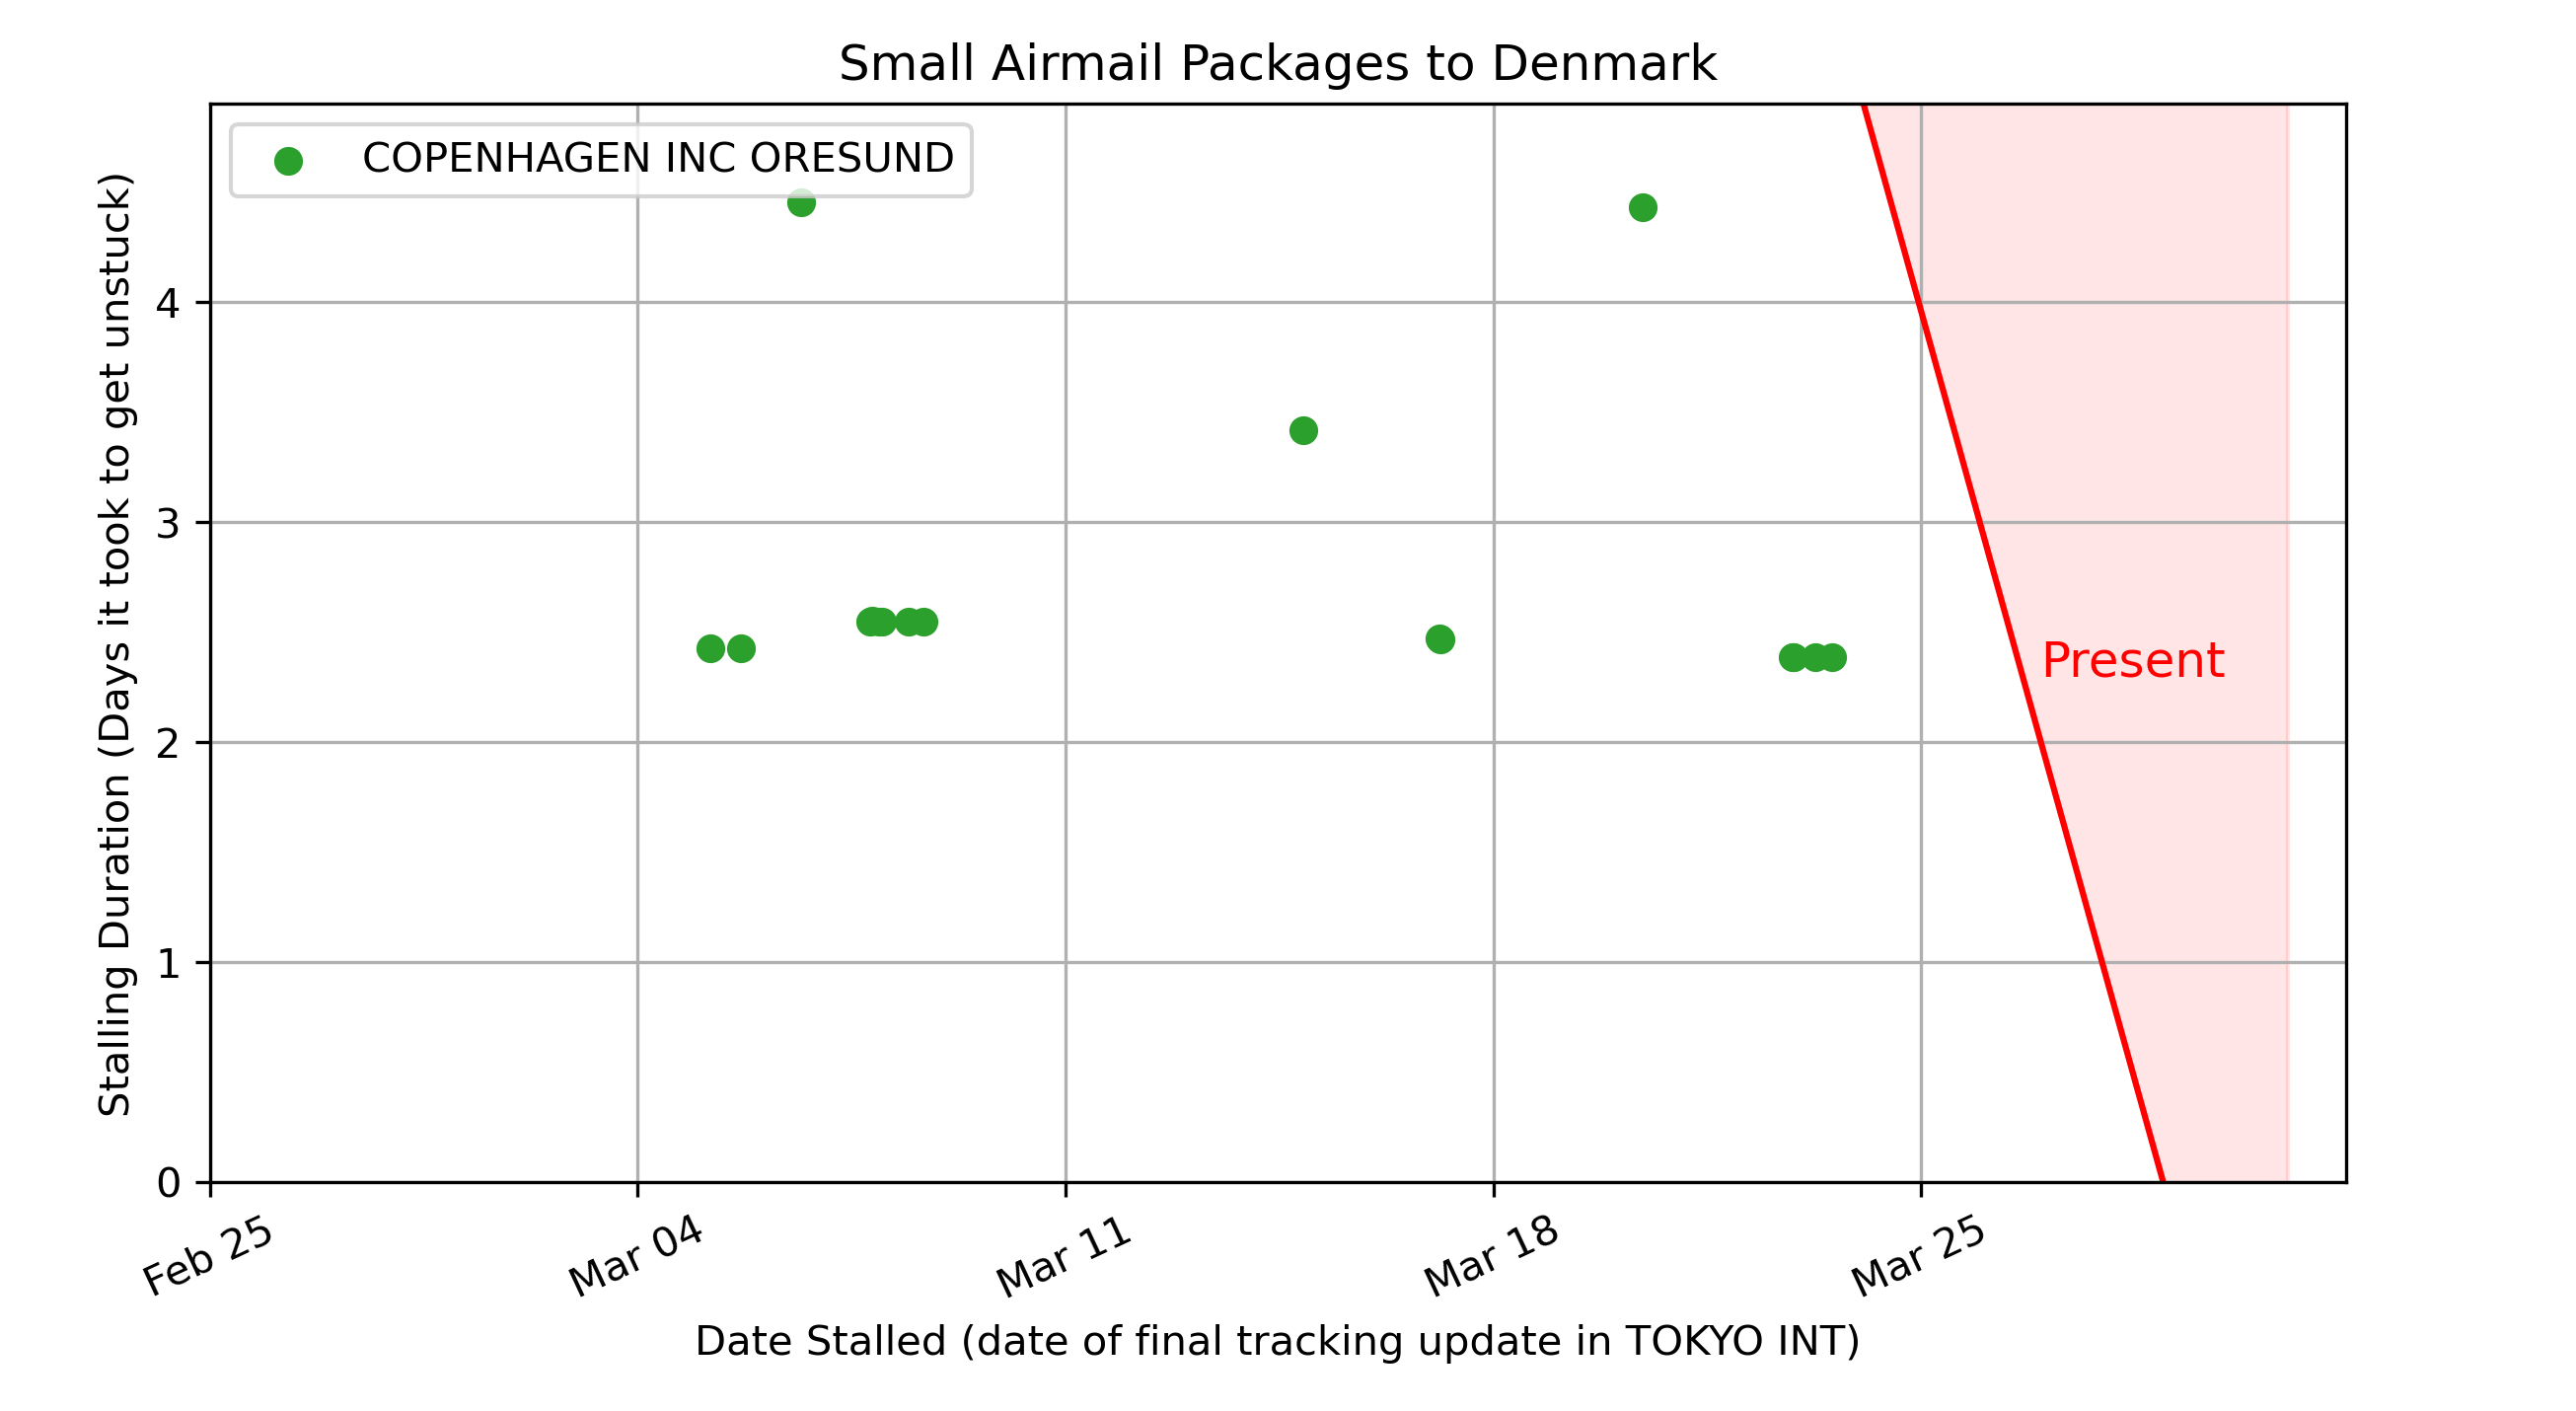 Small Airmail Packages to Denmark
COPENHAGEN INC ORESUND
Stalling Duration (Days it took to get unstuck)
4
3
2
1
0
Present
Feb 25
Mar 04
Mar 11
Mar 18
Mar 25
Date Stalled (date of final tracking update in TOKYO INT)